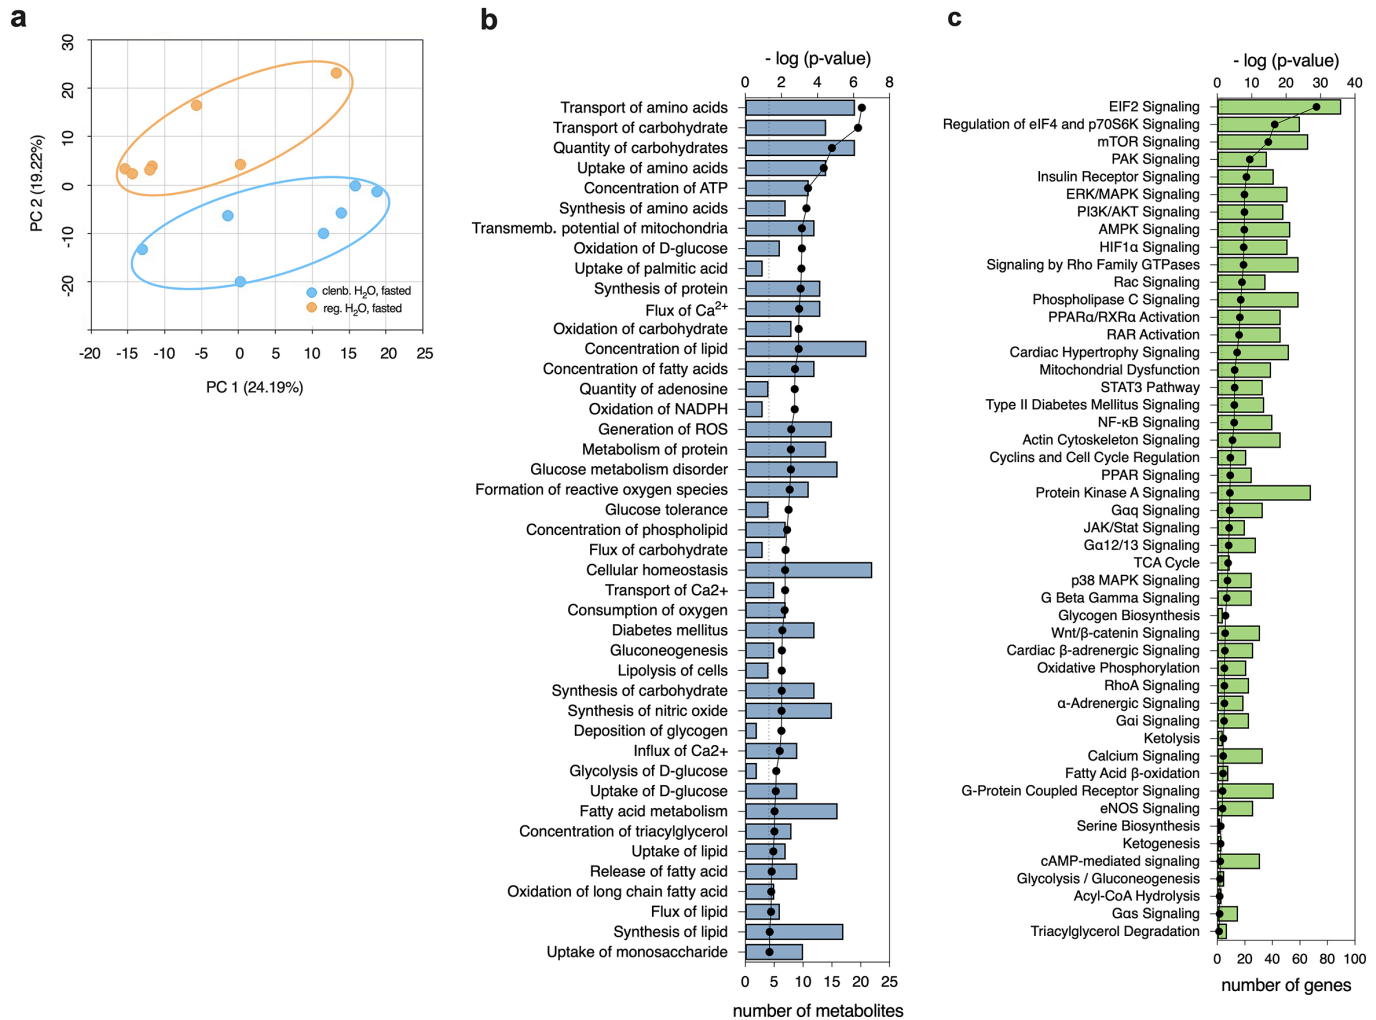 a
30
20
10
0
-10
-20
PC 2 (19.22%)
clenb. H2O, fasted
reg. H2O, fasted
-20 -15 -10 -5 0 5 10 15 20 25
PC 1 (24.19%)
b
- log (p-value)
0 2 4 6 8
Transport of amino acids
Transport of carbohydrate
Quantity of carbohydrates
Uptake of amino acids
Concentration of ATP
Synthesis of amino acids
Transmemb. potential of mitochondria
Oxidation of D-glucose
Uptake of palmitic acid
Synthesis of protein
Flux of Ca2+
Oxidation of carbohydrate
Concentration of lipid
Concentration of fatty acids
Quantity of adenosine
Oxidation of NADPH
Generation of ROS
Metabolism of protein
Glucose metabolism disorder
Formation of reactive oxygen species
Glucose tolerance
Concentration of phospholipid
Flux of carbohydrate
Cellular homeostasis
Transport of Ca2+
Consumption of oxygen
Diabetes mellitus
Gluconeogenesis
Lipolysis of cells
Synthesis of carbohydrate
Synthesis of nitric oxide
Deposition of glycogen
Influx of Ca2+
Glycolysis of D-glucose
Uptake of D-glucose
Fatty acid metabolism
Concentration of triacylglycerol
Uptake of lipid
Release of fatty acid
Oxidation of long chain fatty acid
Flux of lipid
Synthesis of lipid
Uptake of monosaccharide
0 5 10 15 20 25
number of metabolites
c
- log (p-value)
0 10 20 30 40
EIF2 Signaling
Regulation of eIF4 and p70S6K Signaling
mTOR Signaling
PAK Signaling
Insulin Receptor Signaling
ERK/MAPK Signaling
PI3K/AKT Signaling
AMPK Signaling
HIF1α Signaling
Signaling by Rho Family GTPases
Rac Signaling
Phospholipase C Signaling
PPARα/RXRα Activation
RAR Activation
Cardiac Hypertrophy Signaling
Mitochondrial Dysfunction
STAT3 Pathway
Type II Diabetes Mellitus Signaling
NF-κB Signaling
Actin Cytoskeleton Signaling
Cyclins and Cell Cycle Regulation
PPAR Signaling
Protein Kinase A Signaling
Gαq Signaling
JAK/Stat Signaling
Gα12/13 Signaling
TCA Cycle
p38 MAPK Signaling
G Beta Gamma Signaling
Glycogen Biosynthesis
Wnt/β-catenin Signaling
Cardiac β-adrenergic Signaling
Oxidative Phosphorylation
RhoA Signaling
α-Adrenergic Signaling
Gαi Signaling
Ketolysis
Calcium Signaling
Fatty Acid β-oxidation
G-Protein Coupled Receptor Signaling
eNOS Signaling
Serine Biosynthesis
Ketogenesis
cAMP-mediated signaling
Glycolysis / Gluconeogenesis
Acyl-CoA Hydrolysis
Gαs Signaling
Triacylglycerol Degradation
0 20 40 60 80 100
number of genes